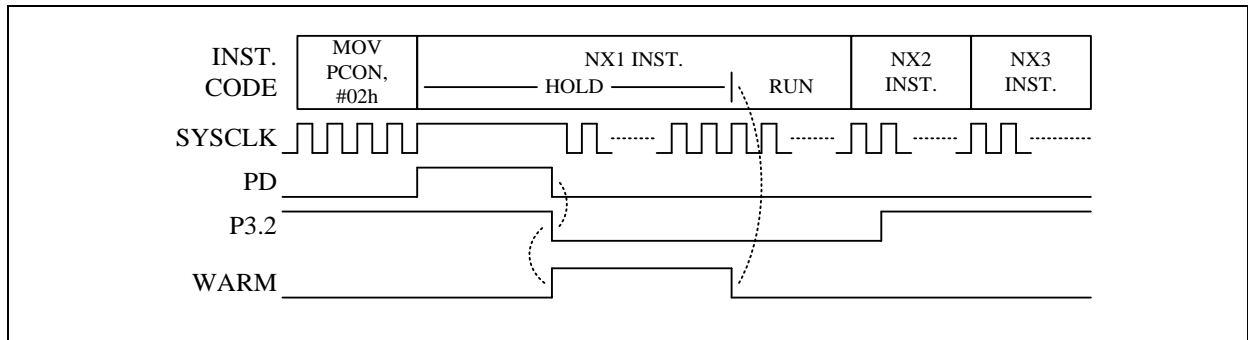 INST. CODE
MOV PCON, #02h
NX1 INST.
HOLD
RUN
NX2 INST.
NX3 INST.
SYSCLK
PD
P3.2
WARM